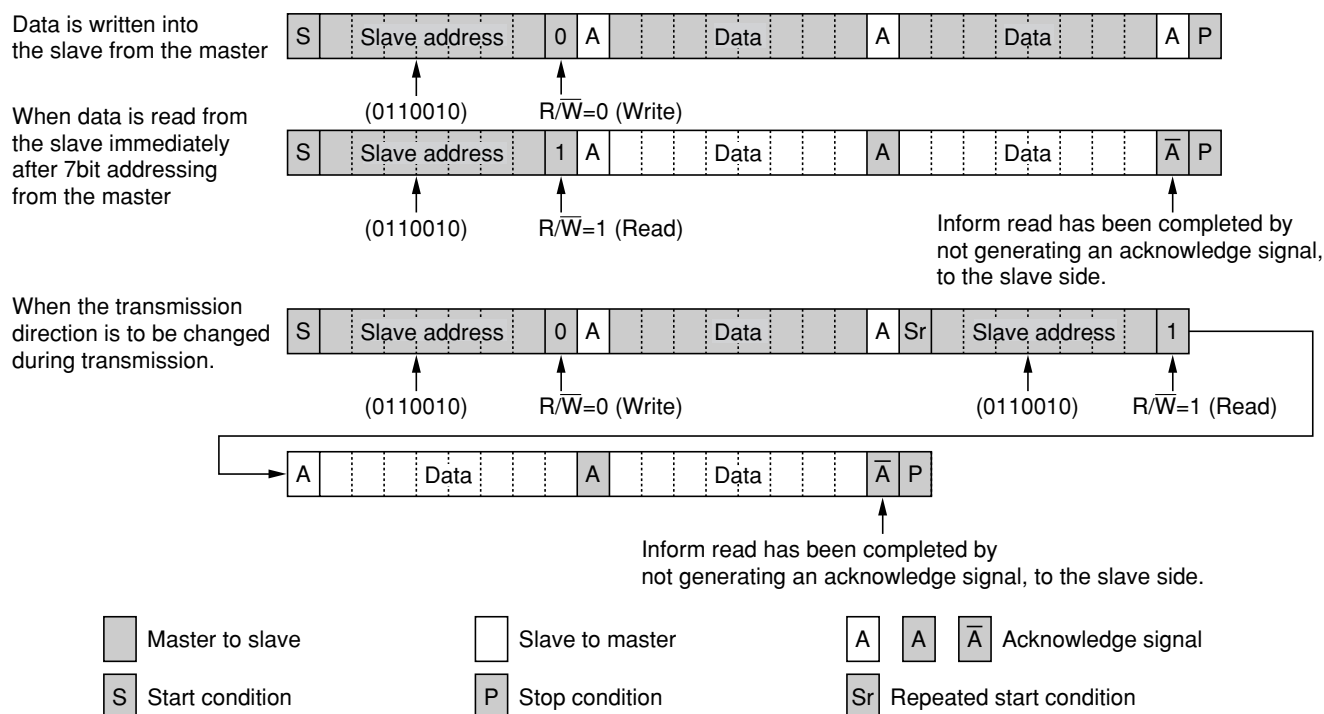 Data is written into
the slave from the master
S Slave address 0 A Data A Data A P
(0110010) R/W̅=0 (Write)
When data is read from
the slave immediately
after 7bit addressing
from the master
S Slave address 1 A Data A Data A̅ P
(0110010) R/W̅=1 (Read)
Inform read has been completed by
not generating an acknowledge signal,
to the slave side.
When the transmission
direction is to be changed
during transmission.
S Slave address 0 A Data A Sr Slave address 1
(0110010) R/W̅=0 (Write) (0110010) R/W̅=1 (Read)
A Data A Data A̅ P
Inform read has been completed by
not generating an acknowledge signal, to the slave side.
Master to slave Slave to master A A A̅ Acknowledge signal
S Start condition P Stop condition Sr Repeated start condition